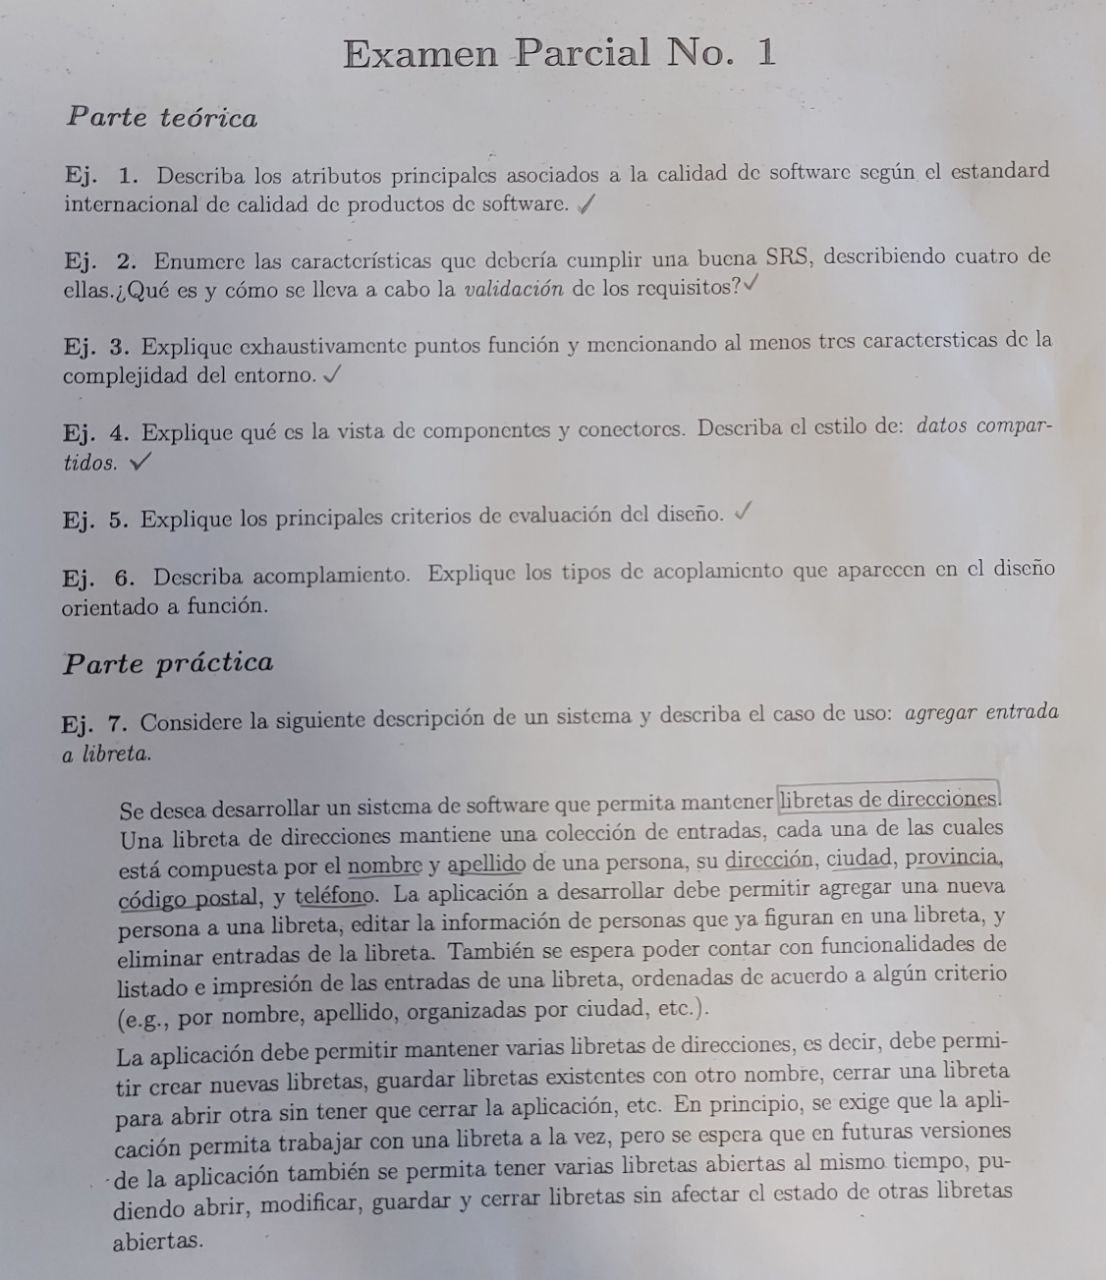 Examen Parcial No. 1
Parte teórica
Ej. 1. Describa los atributos principales asociados a la calidad de software según el estandard
internacional de calidad de productos de software. ✓
Ej. 2. Enumere las características que debería cumplir una buena SRS, describiendo cuatro de
ellas.¿Qué es y cómo se lleva a cabo la validación de los requisitos? ✓
Ej. 3. Explique exhaustivamente puntos función y mencionando al menos tres caractersticas de la
complejidad del entorno. ✓
Ej. 4. Explique qué es la vista de componentes y conectores. Describa el estilo de: datos compar-
tidos. ✓
Ej. 5. Explique los principales criterios de evaluación del diseño. ✓
Ej. 6. Describa acomplamiento. Explique los tipos de acoplamiento que aparecen en el diseño
orientado a función.
Parte práctica
Ej. 7. Considere la siguiente descripción de un sistema y describa el caso de uso: agregar entrada
a libreta.
Se desea desarrollar un sistema de software que permita mantener libretas de direcciones.
Una libreta de direcciones mantiene una colección de entradas, cada una de las cuales
está compuesta por el nombre y apellido de una persona, su dirección, ciudad, provincia,
código postal, y teléfono. La aplicación a desarrollar debe permitir agregar una nueva
persona a una libreta, editar la información de personas que ya figuran en una libreta, y
eliminar entradas de la libreta. También se espera poder contar con funcionalidades de
listado e impresión de las entradas de una libreta, ordenadas de acuerdo a algún criterio
(e.g., por nombre, apellido, organizadas por ciudad, etc.).
La aplicación debe permitir mantener varias libretas de direcciones, es decir, debe permi-
tir crear nuevas libretas, guardar libretas existentes con otro nombre, cerrar una libreta
para abrir otra sin tener que cerrar la aplicación, etc. En principio, se exige que la apli-
cación permita trabajar con una libreta a la vez, pero se espera que en futuras versiones
de la aplicación también se permita tener varias libretas abiertas al mismo tiempo, pu-
diendo abrir, modificar, guardar y cerrar libretas sin afectar el estado de otras libretas
abiertas.